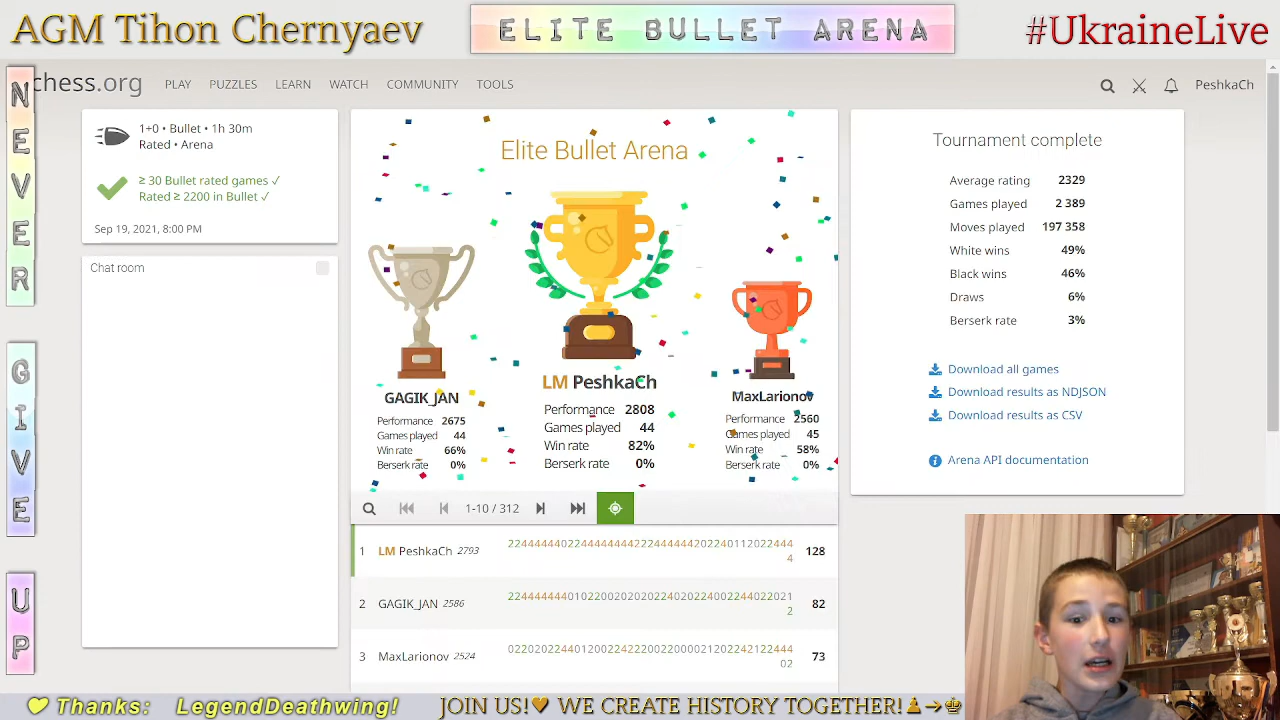 AGM Tihon Chernyaev
ELITE BULLET ARENA
#UkraineLive
NEVER
GIVE
UP
chess.org
PLAY PUZZLES LEARN WATCH COMMUNITY TOOLS
PeshkaCh
1+0 • Bullet • 1h 30m
Rated • Arena
≥ 30 Bullet rated games ✓
Rated ≥ 2200 in Bullet ✓
Sep 19, 2021, 8:00 PM
Chat room
Elite Bullet Arena
GAGIK_JAN
Performance 2675
Games played 44
Win rate 66%
Berserk rate 0%
LM PeshkaCh
Performance 2808
Games played 44
Win rate 82%
Berserk rate 0%
MaxLarionov
Performance 2560
Games played 45
Win rate 58%
Berserk rate 0%
1-10 / 312
1 LM PeshkaCh 2793 128
2 GAGIK_JAN 2586 82
3 MaxLarionov 2524 73
Tournament complete
Average rating 2329
Games played 2 389
Moves played 197 358
White wins 49%
Black wins 46%
Draws 6%
Berserk rate 3%
Download all games
Download results as NDJSON
Download results as CSV
Arena API documentation
Thanks: LegendDeathwing!
JOIN US!♥ WE CREATE HISTORY TOGETHER!♟→♚